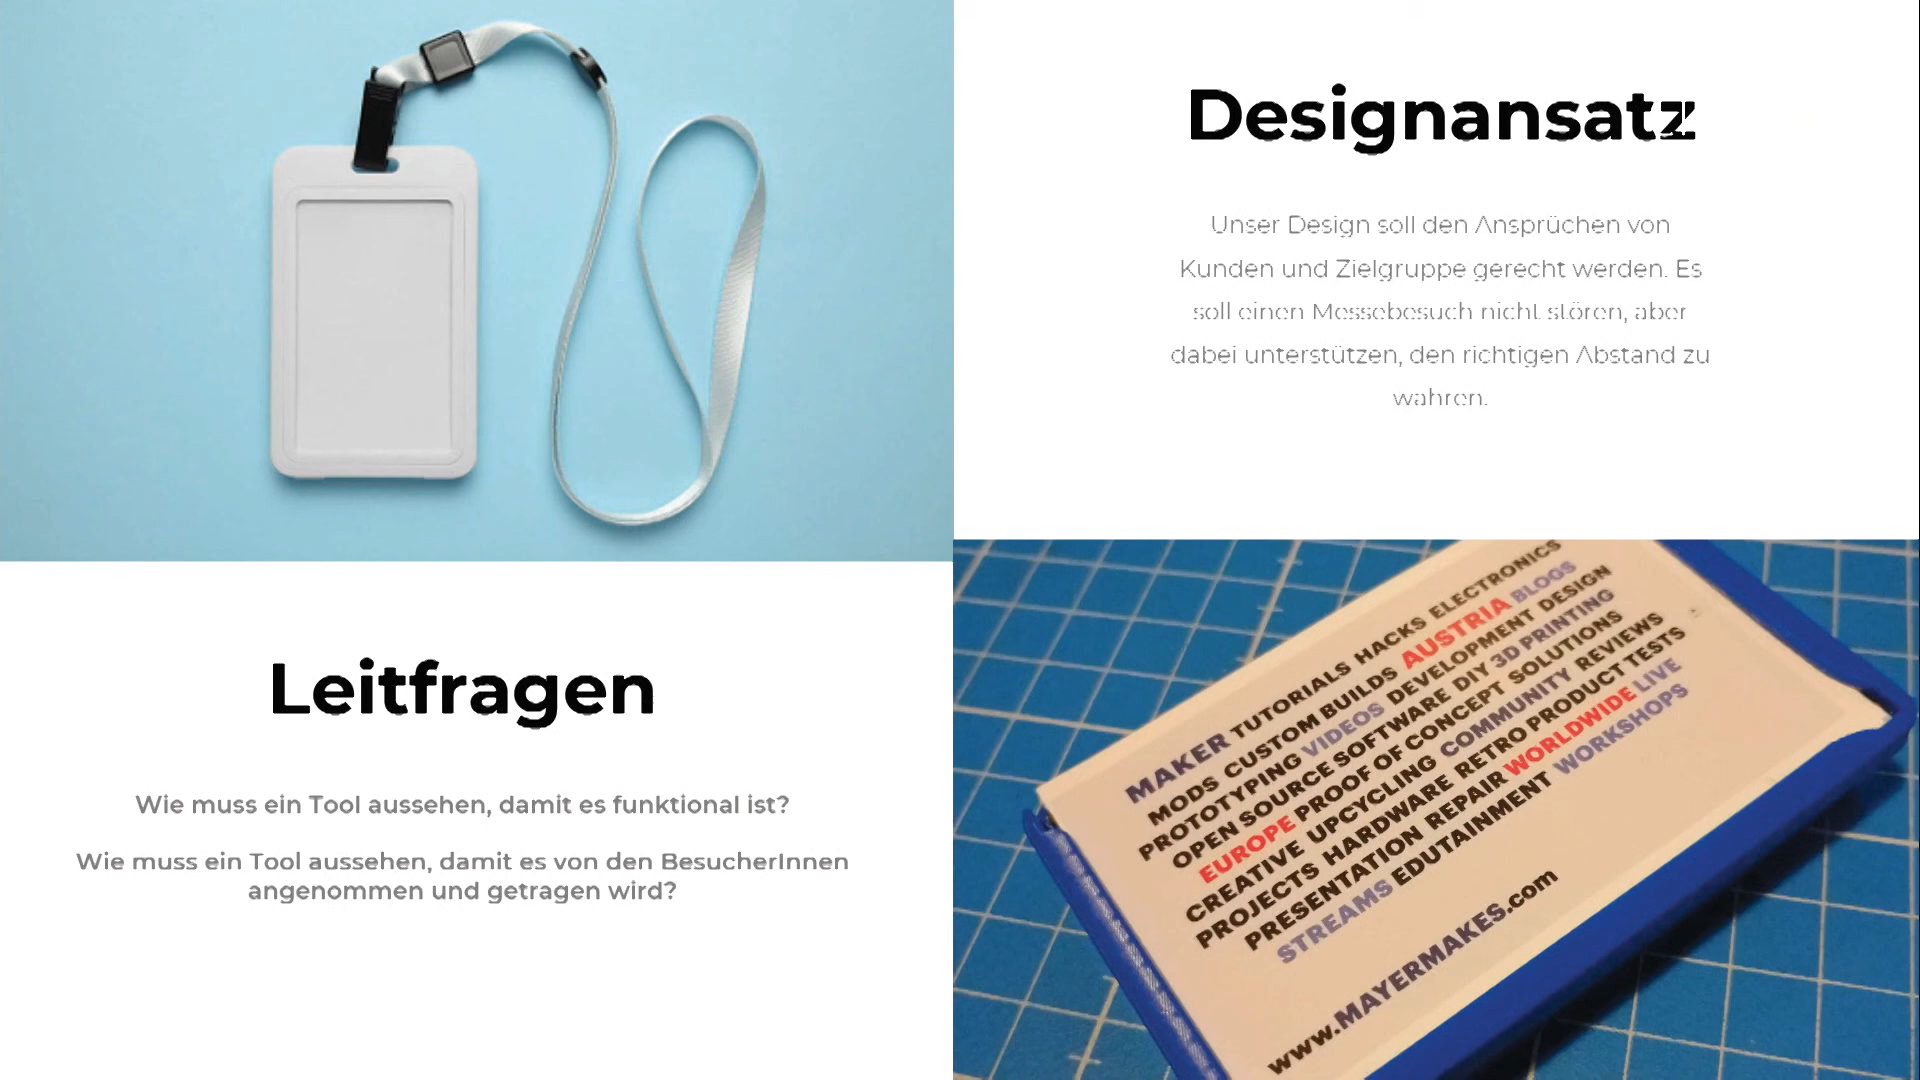 Designansatz
Unser Design soll den Ansprüchen von
Kunden und Zielgruppe gerecht werden. Es
soll einen Messebesuch nicht stören, aber
dabei unterstützen, den richtigen Abstand zu
wahren.
Leitfragen
Wie muss ein Tool aussehen, damit es funktional ist?
Wie muss ein Tool aussehen, damit es von den BesucherInnen
angenommen und getragen wird?
MAKER TUTORIALS HACKS ELECTRONICS
MODS CUSTOM BUILDS AUSTRIA BLOGS
PROTOTYPING VIDEOS DEVELOPMENT DESIGN
OPEN SOURCE SOFTWARE DIY 3D PRINTING
EUROPE PROOF OF CONCEPT SOLUTIONS
CREATIVE UPCYCLING COMMUNITY REVIEWS
PROJECTS HARDWARE RETRO PRODUCT TESTS
PRESENTATION REPAIR WORLDWIDE LIVE
STREAMS EDUTAINMENT WORKSHOPS
www.MAYERMAKES.com